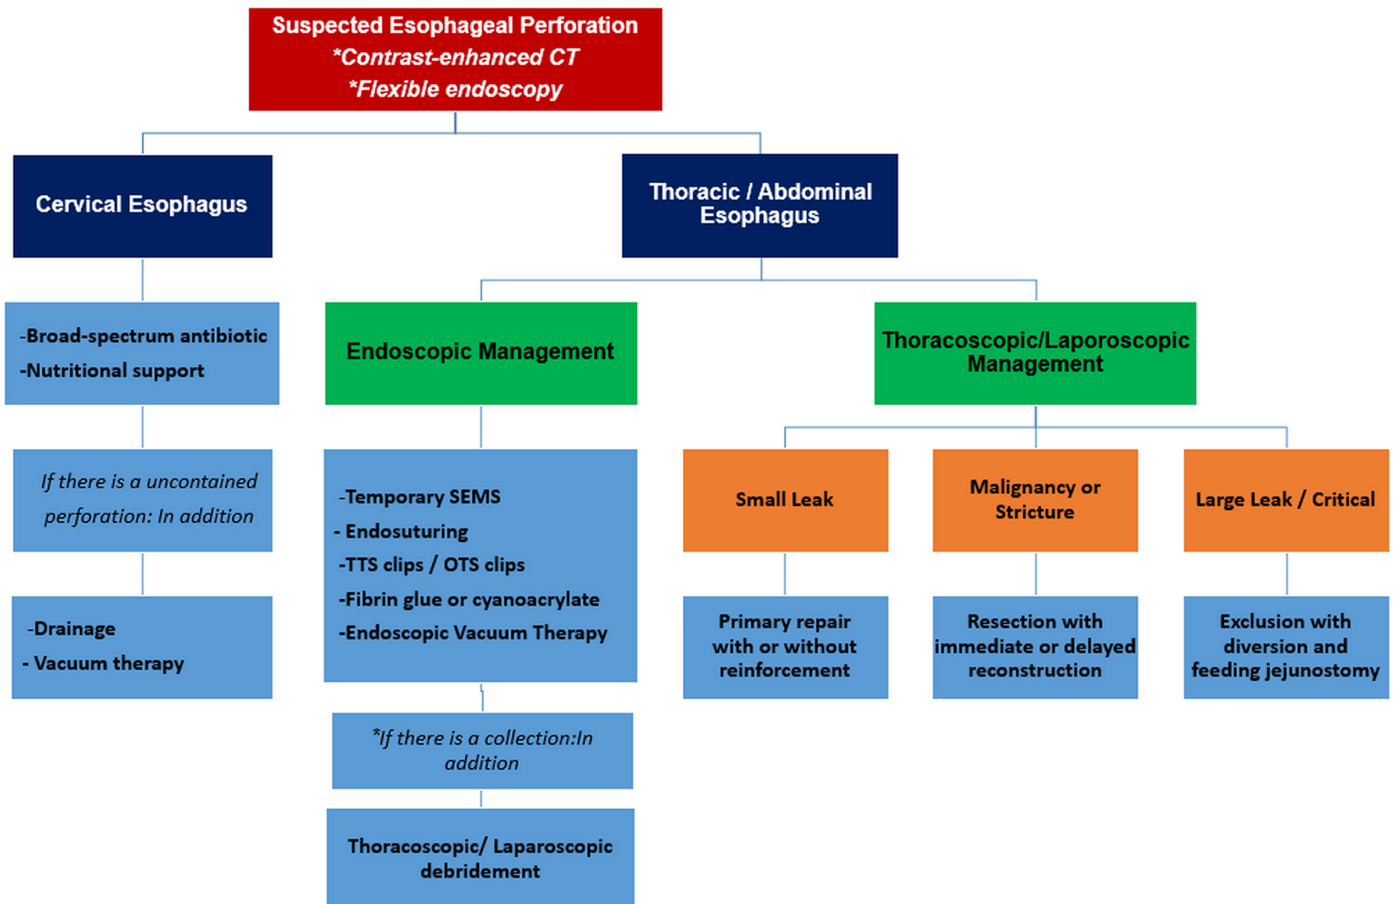 Suspected Esophageal Perforation
*Contrast-enhanced CT
*Flexible endoscopy
Cervical Esophagus
Thoracic / Abdominal
Esophagus
-Broad-spectrum antibiotic
-Nutritional support
Endoscopic Management
Thoracoscopic/Laporoscopic
Management
If there is a uncontained
perforation: In addition
-Temporary SEMS
- Endosuturing
-TTS clips / OTS clips
-Fibrin glue or cyanoacrylate
-Endoscopic Vacuum Therapy
Small Leak
Malignancy or
Stricture
Large Leak / Critical
-Drainage
- Vacuum therapy
Primary repair
with or without
reinforcement
Resection with
immediate or delayed
reconstruction
Exclusion with
diversion and
feeding jejunostomy
*If there is a collection:In
addition
Thoracoscopic/ Laparoscopic
debridement